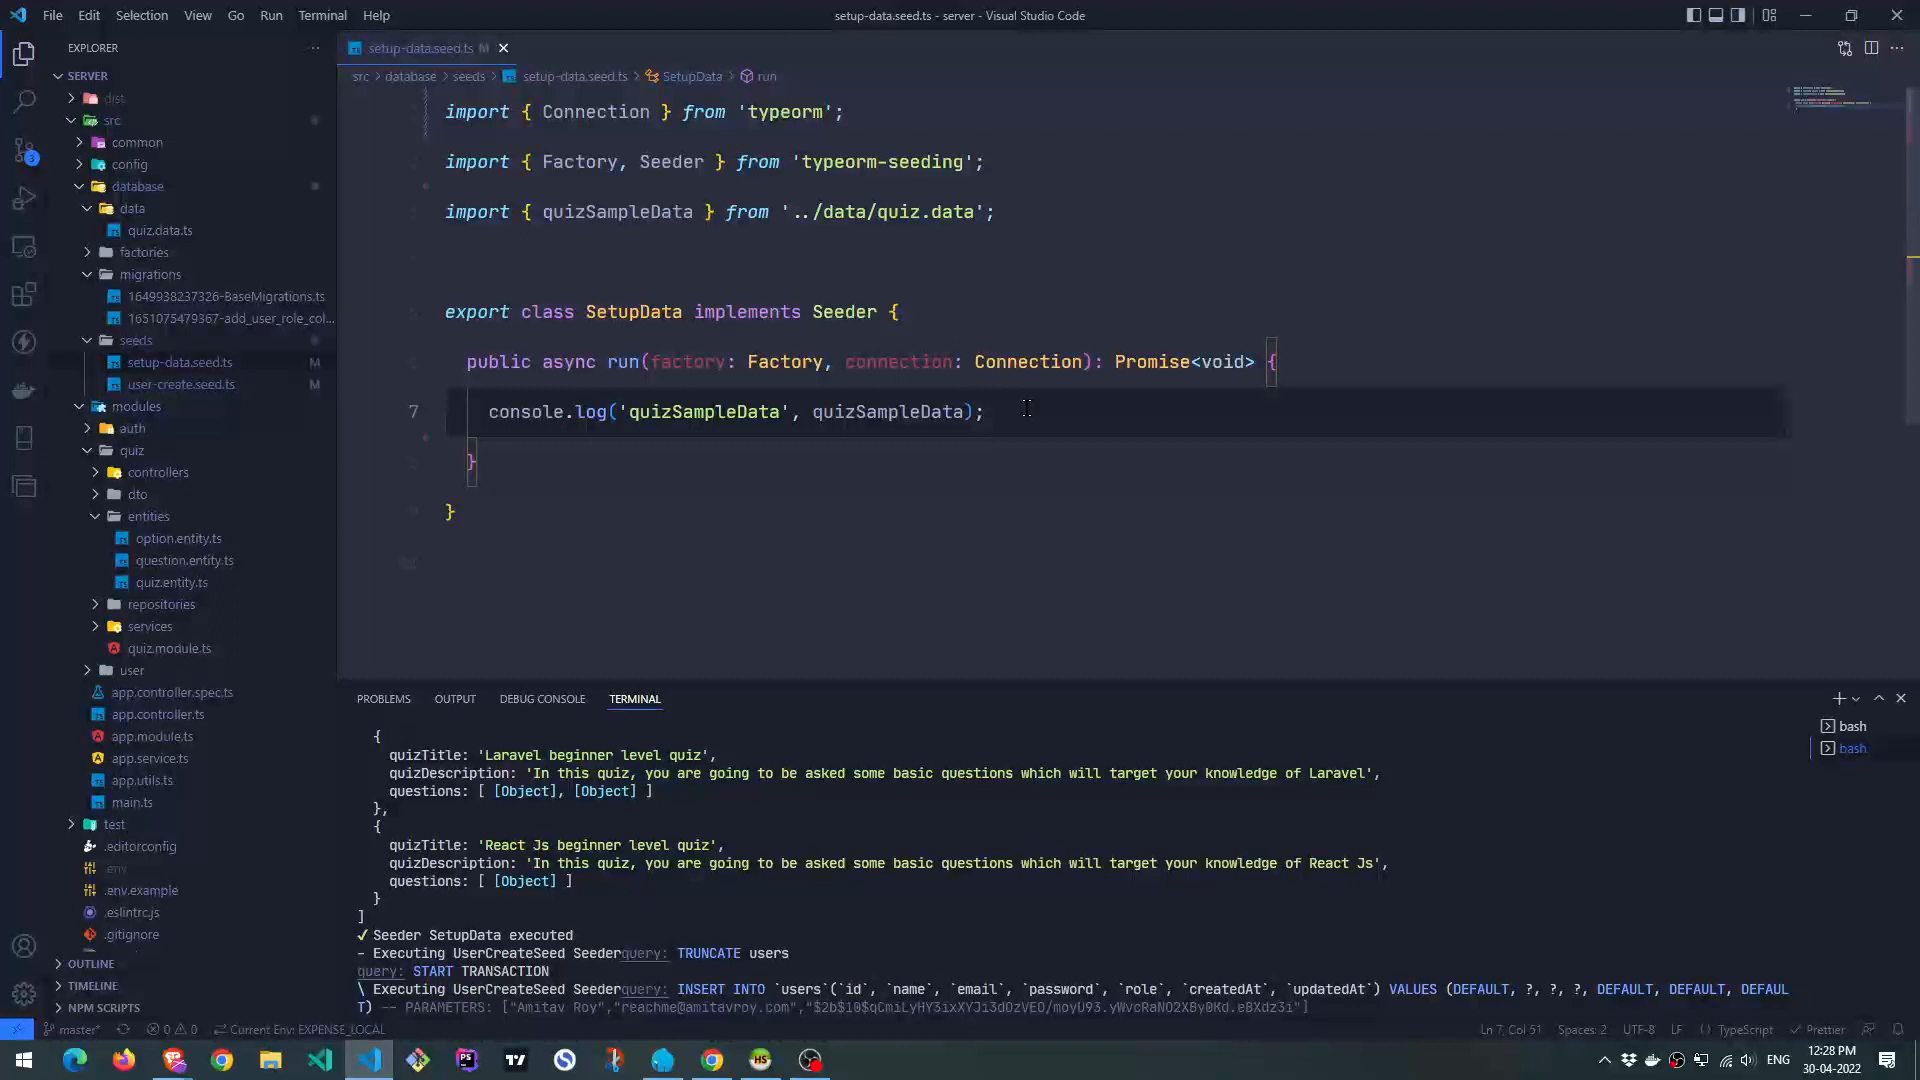 File Edit Selection View Go Run Terminal Help
setup-data.seed.ts - server - Visual Studio Code
EXPLORER
SERVER
dist
src
common
config
database
data
quiz.data.ts
factories
migrations
1649938237326-BaseMigrations.ts
1651075479367-add_user_role_col...
seeds
setup-data.seed.ts M
user-create.seed.ts M
modules
auth
quiz
controllers
dto
entities
option.entity.ts
question.entity.ts
quiz.entity.ts
repositories
services
quiz.module.ts
user
app.controller.spec.ts
app.controller.ts
app.module.ts
app.service.ts
app.utils.ts
main.ts
test
.editorconfig
.env
.env.example
.eslintrc.js
.gitignore
OUTLINE
TIMELINE
NPM SCRIPTS
3
setup-data.seed.ts M
src > database > seeds > setup-data.seed.ts > SetupData > run
import { Connection } from 'typeorm';
import { Factory, Seeder } from 'typeorm-seeding';
import { quizSampleData } from '../data/quiz.data';
export class SetupData implements Seeder {
public async run(factory: Factory, connection: Connection): Promise<void> {
7 console.log('quizSampleData', quizSampleData);
}
}
PROBLEMS OUTPUT DEBUG CONSOLE TERMINAL
bash
bash
{
quizTitle: 'Laravel beginner level quiz',
quizDescription: 'In this quiz, you are going to be asked some basic questions which will target your knowledge of Laravel',
questions: [ [Object], [Object] ]
},
{
quizTitle: 'React Js beginner level quiz',
quizDescription: 'In this quiz, you are going to be asked some basic questions which will target your knowledge of React Js',
questions: [ [Object] ]
}
]
✓ Seeder SetupData executed
- Executing UserCreateSeed Seederquery: TRUNCATE users
query: START TRANSACTION
\ Executing UserCreateSeed Seederquery: INSERT INTO `users`(`id`, `name`, `email`, `password`, `role`, `createdAt`, `updatedAt`) VALUES (DEFAULT, ?, ?, ?, DEFAULT, DEFAULT, DEFAUL
T) -- PARAMETERS: ["Amitav Roy","reachme@amitavroy.com","$2b$10$qCmiLyHY3ixXYJi3dOzVEO/moyU93.yWvcRaNO2XBy0Kd.eBXdz3i"]
master* 0 0 Current Env: EXPENSE_LOCAL
Ln 7, Col 51 Spaces: 2 UTF-8 LF TypeScript Prettier
ENG
12:28 PM
30-04-2022